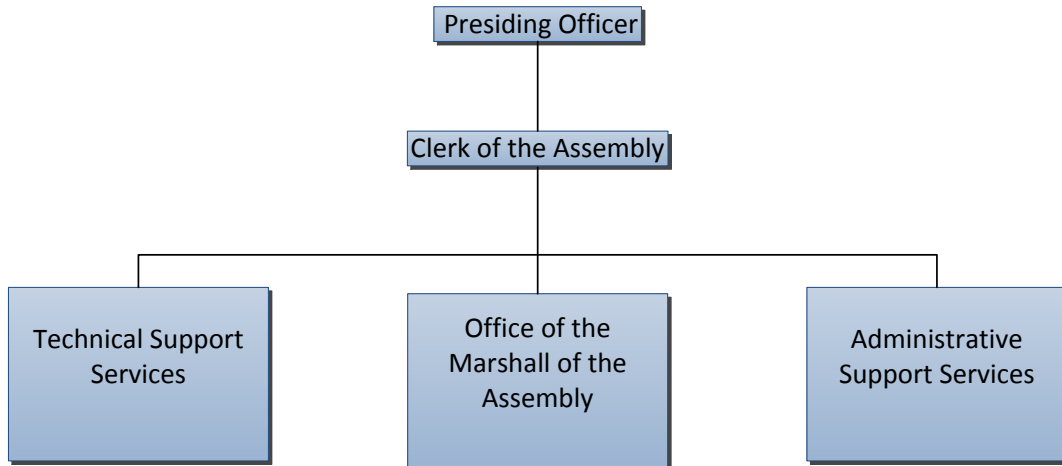 Presiding Officer
Clerk of the Assembly
Technical Support
Services
Office of the
Marshall of the
Assembly
Administrative
Support Services